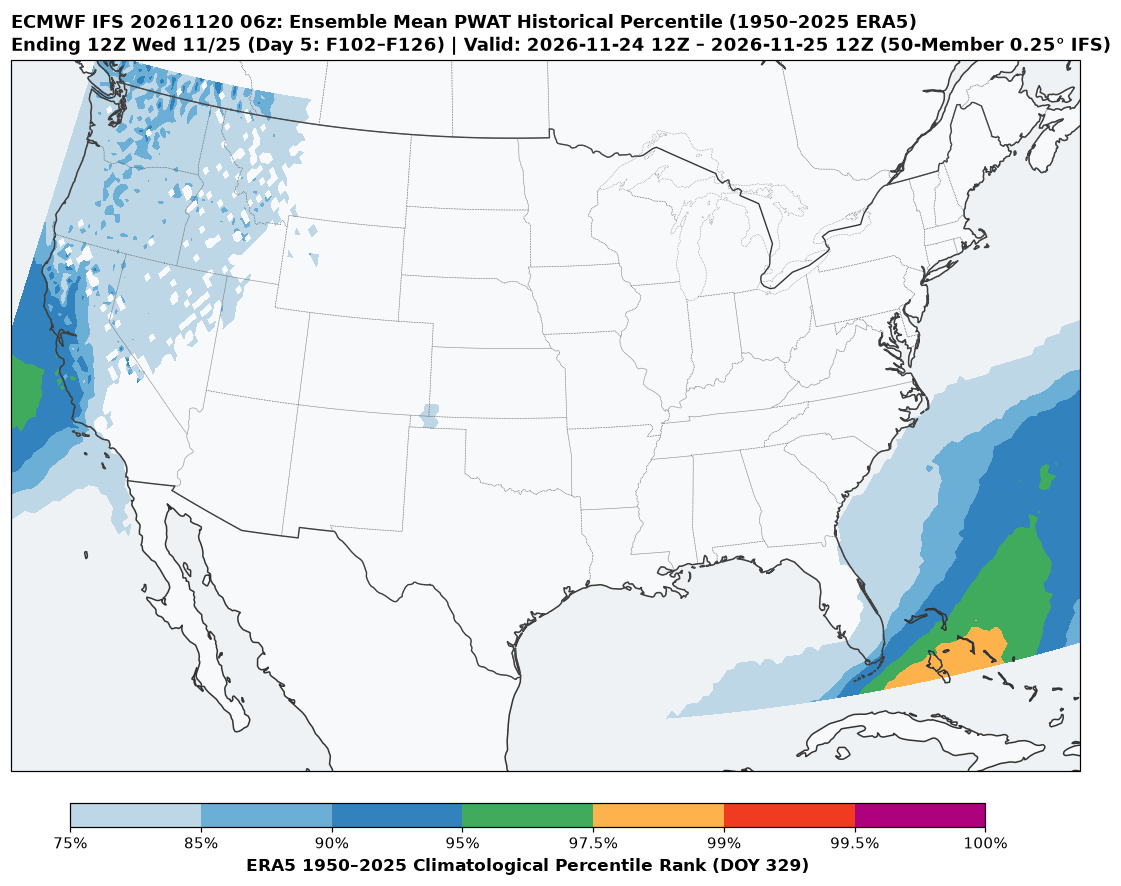 ECMWF IFS 20261120 06z: Ensemble Mean PWAT Historical Percentile (1950–2025 ERA5)
Ending 12Z Wed 11/25 (Day 5: F102–F126) | Valid: 2026-11-24 12Z – 2026-11-25 12Z (50-Member 0.25° IFS)
75% 85% 90% 95% 97.5% 99% 99.5% 100%
ERA5 1950–2025 Climatological Percentile Rank (DOY 329)